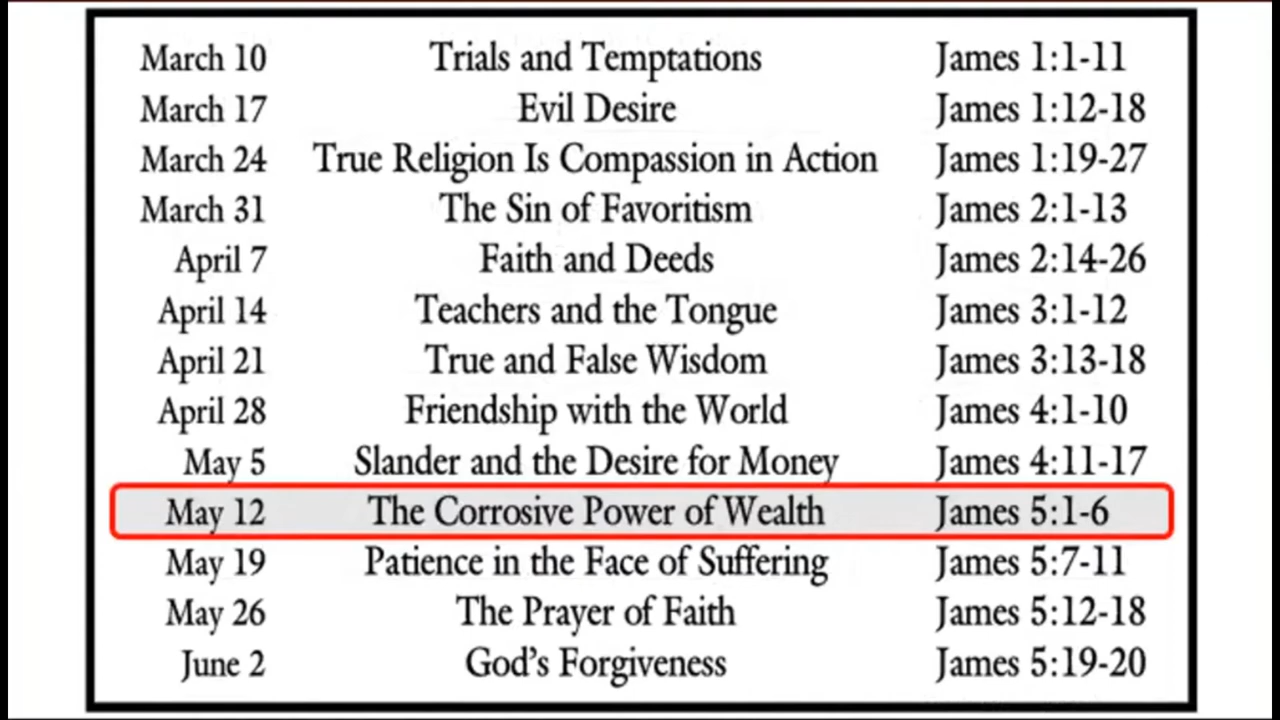 March 10 Trials and Temptations James 1:1-11
March 17 Evil Desire James 1:12-18
March 24 True Religion Is Compassion in Action James 1:19-27
March 31 The Sin of Favoritism James 2:1-13
April 7 Faith and Deeds James 2:14-26
April 14 Teachers and the Tongue James 3:1-12
April 21 True and False Wisdom James 3:13-18
April 28 Friendship with the World James 4:1-10
May 5 Slander and the Desire for Money James 4:11-17
May 12 The Corrosive Power of Wealth James 5:1-6
May 19 Patience in the Face of Suffering James 5:7-11
May 26 The Prayer of Faith James 5:12-18
June 2 God's Forgiveness James 5:19-20